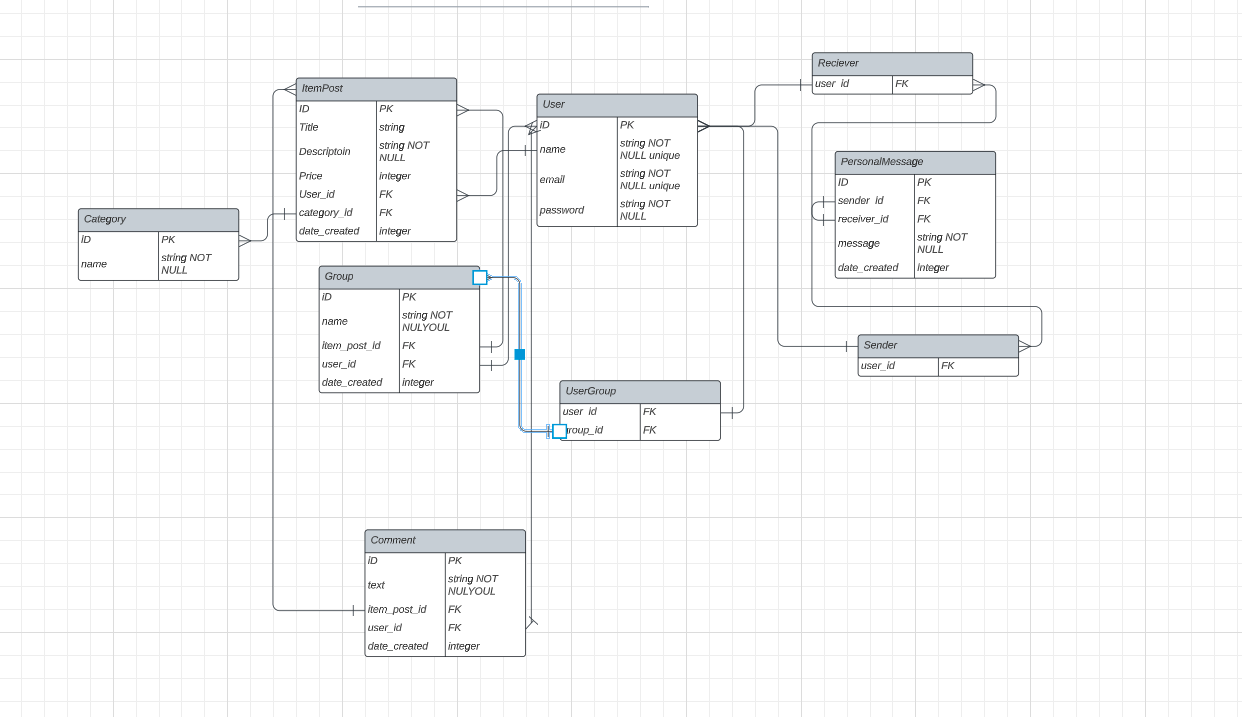 Reciever
user_id FK
ItemPost
ID PK
Title string
Descriptoin string NOT
NULL
Price integer
User_id FK
category_id FK
date_created integer
User
iD PK
name string NOT
NULL unique
email string NOT
NULL unique
password string NOT
NULL
PersonalMessage
ID PK
sender_id FK
receiver_id FK
message string NOT
NULL
date_created integer
Category
iD PK
name string NOT
NULL
Group
iD PK
name string NOT
NULYOUL
item_post_id FK
user_id FK
date_created integer
Sender
user_id FK
UserGroup
user_id FK
group_id FK
Comment
iD PK
text string NOT
NULYOUL
item_post_id FK
user_id FK
date_created integer